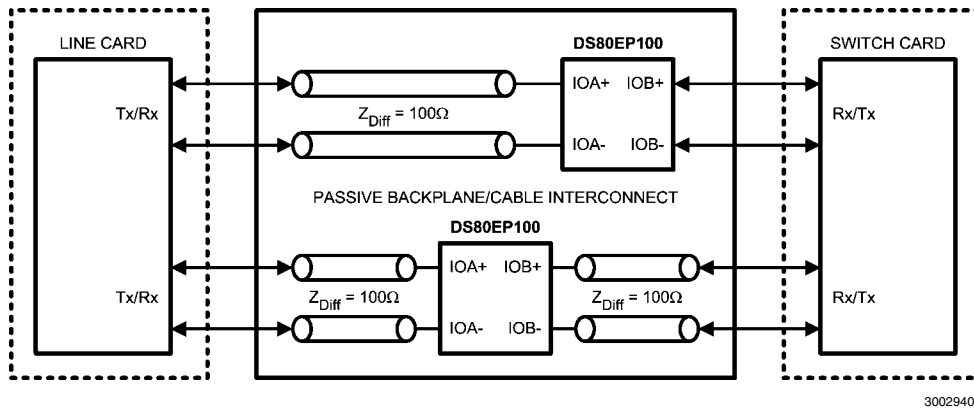 LINE CARD
DS80EP100
SWITCH CARD
IOA+ IOB+
Tx/Rx
Z_Diff = 100Ω
Rx/Tx
IOA- IOB-
PASSIVE BACKPLANE/CABLE INTERCONNECT
DS80EP100
IOA+ IOB+
Tx/Rx
Z_Diff = 100Ω
Z_Diff = 100Ω
Rx/Tx
IOA- IOB-
3002940